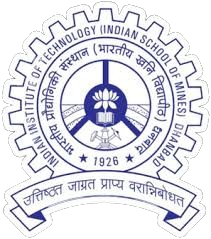 INDIAN INSTITUTE OF TECHNOLOGY (INDIAN SCHOOL OF MINES) DHANBAD
भारतीय प्रौद्योगिकी संस्थान (भारतीय खनि विद्यापीठ) धनबाद
1926
उत्तिष्ठत जाग्रत प्राप्य वरान्निबोधत